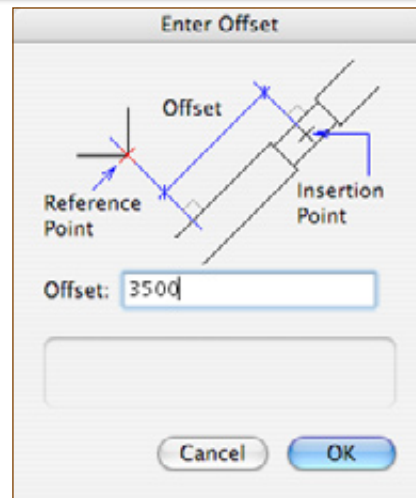 Enter Offset
Offset
Reference
Point
Insertion
Point
Offset: 3500
Cancel OK